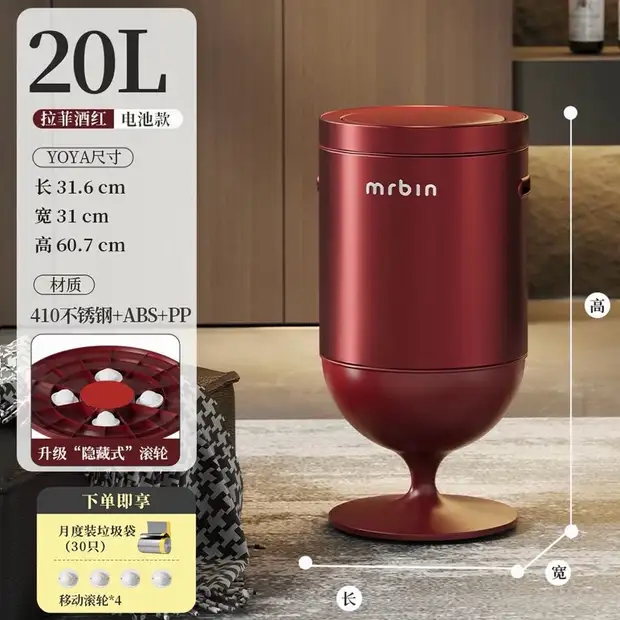 20L
拉菲酒红 电池款
YOYA尺寸
长 31.6 cm
宽 31 cm
高 60.7 cm
材质
410不锈钢+ABS+PP
升级“隐藏式”滚轮
下单即享
月度装垃圾袋
（30只）
移动滚轮*4
mrbin
高
宽
长